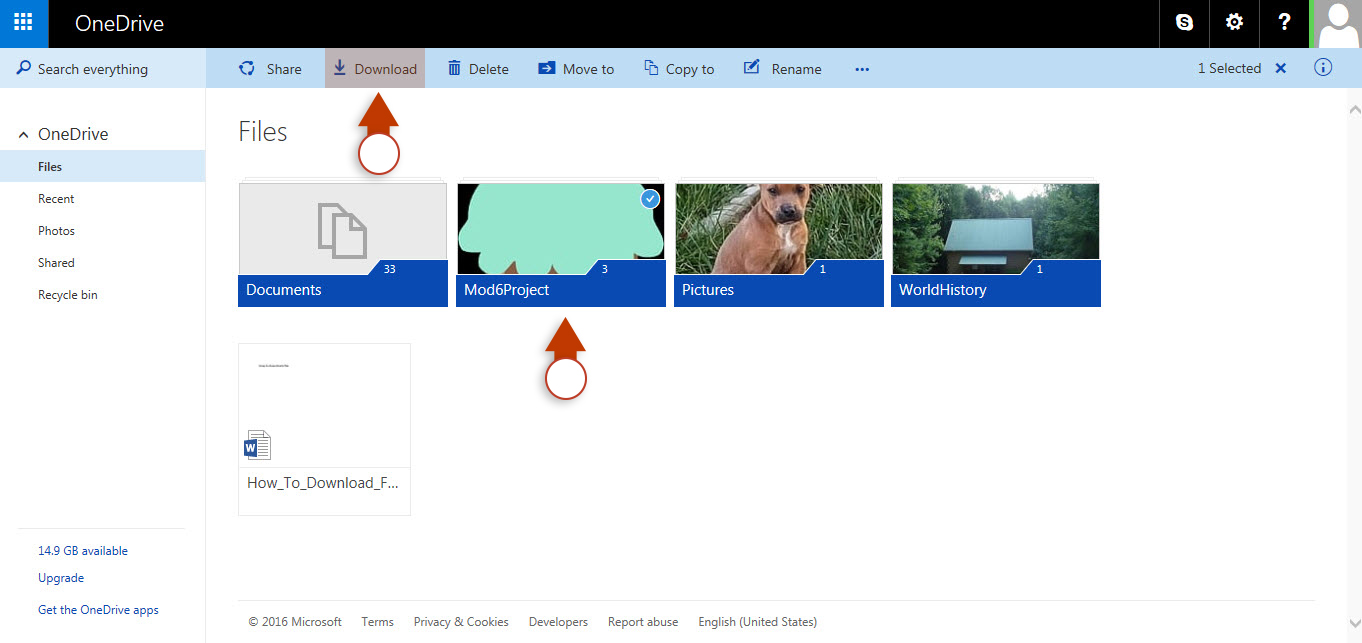 OneDrive
Search everything
Share Download Delete Move to Copy to Rename ... 1 Selected
OneDrive
Files
Recent
Photos
Shared
Recycle bin
14.9 GB available
Upgrade
Get the OneDrive apps
Files
33 3 1 1
Documents Mod6Project Pictures WorldHistory
W
How_To_Download_F...
© 2016 Microsoft Terms Privacy & Cookies Developers Report abuse English (United States)